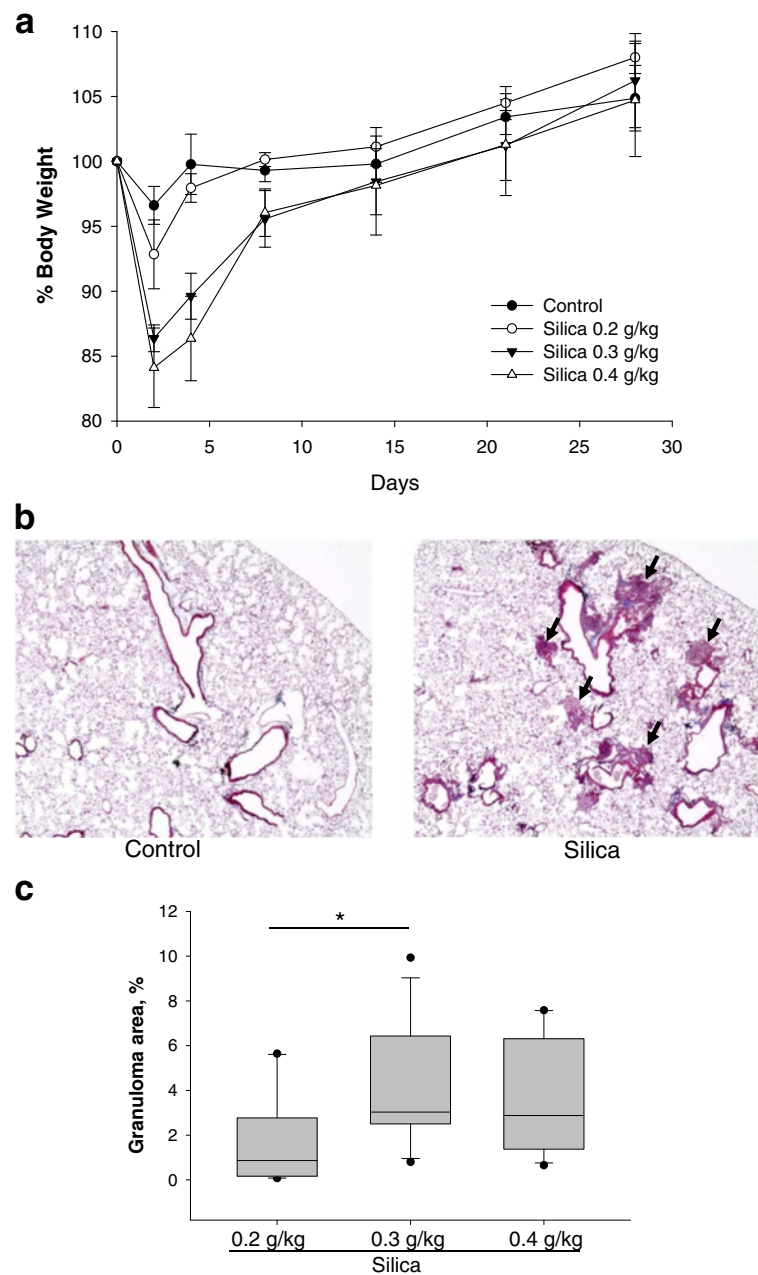 a
110
105
100
95
90
85
80
% Body Weight
Control
Silica 0.2 g/kg
Silica 0.3 g/kg
Silica 0.4 g/kg
0 5 10 15 20 25 30
Days
b
Control Silica
c
12
10
8
6
4
2
0
Granuloma area, %
*
0.2 g/kg 0.3 g/kg 0.4 g/kg
Silica